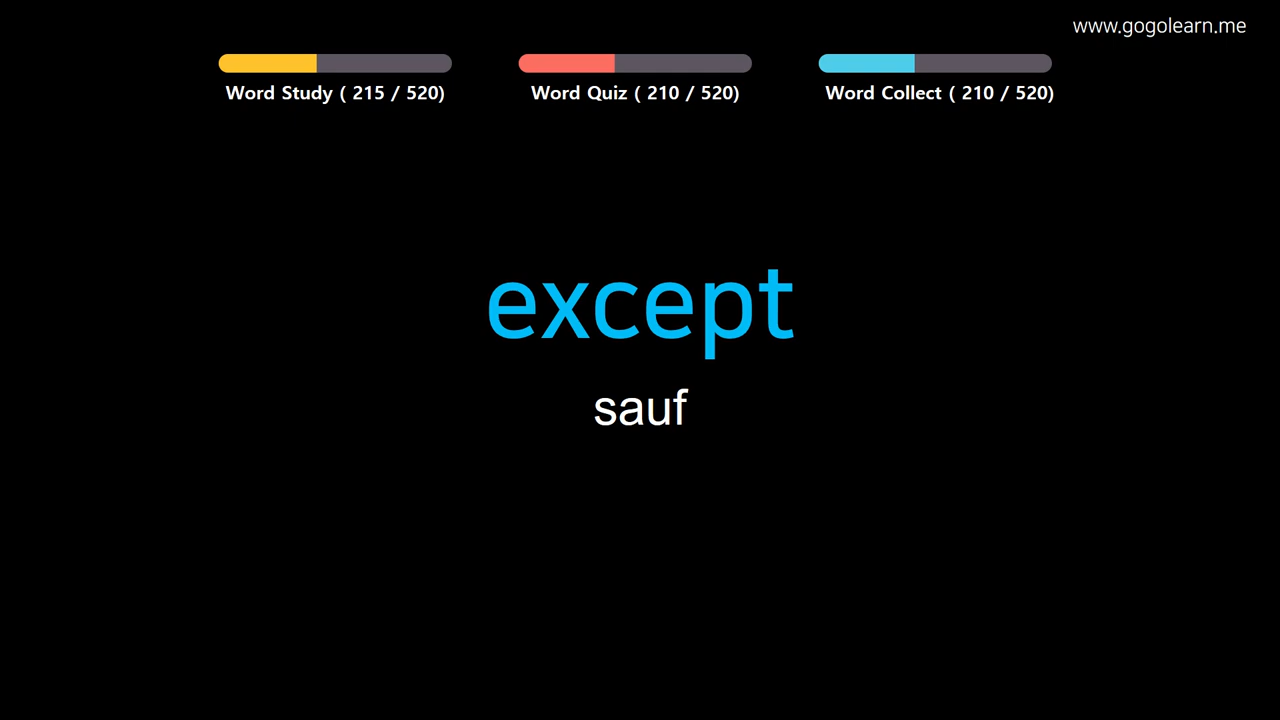 www.gogolearn.me
Word Study ( 215 / 520)
Word Quiz ( 210 / 520)
Word Collect ( 210 / 520)
except
sauf